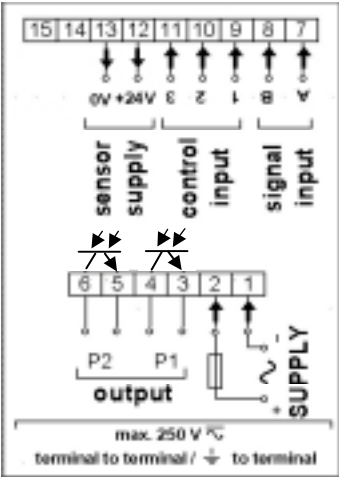 15 14 13 12 11 10 9 8 7
0V +24V 3 2 1 B A
sensor supply
control input
signal input
6 5 4 3 2 1
P2 P1
output
-
~
+
SUPPLY
max. 250 V ⏦
terminal to terminal / ⏚ to terminal